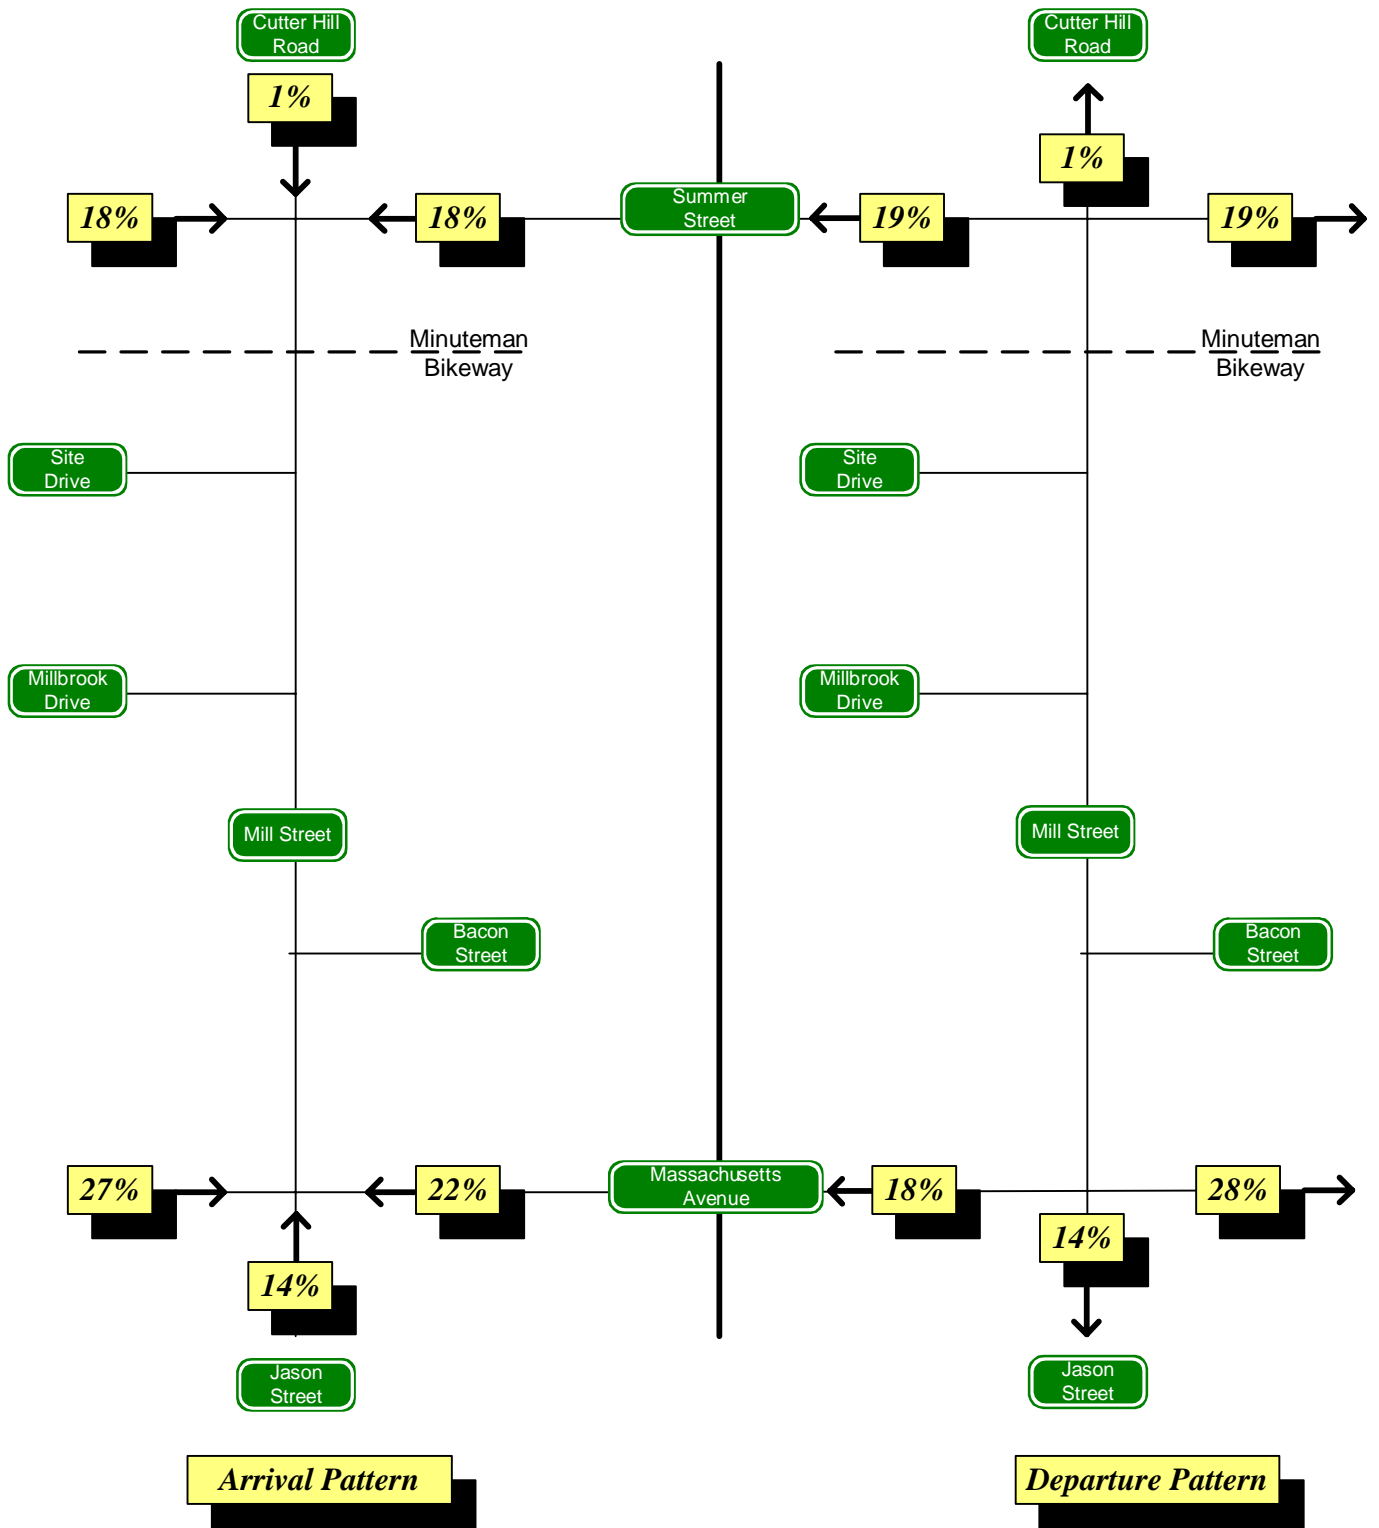 Cutter Hill
Road
Cutter Hill
Road
1%
1%
18%
18%
Summer
Street
19%
19%
Minuteman
Bikeway
Minuteman
Bikeway
Site
Drive
Site
Drive
Millbrook
Drive
Millbrook
Drive
Mill Street
Mill Street
Bacon
Street
Bacon
Street
27%
22%
Massachusetts
Avenue
18%
28%
14%
14%
Jason
Street
Jason
Street
Arrival Pattern
Departure Pattern